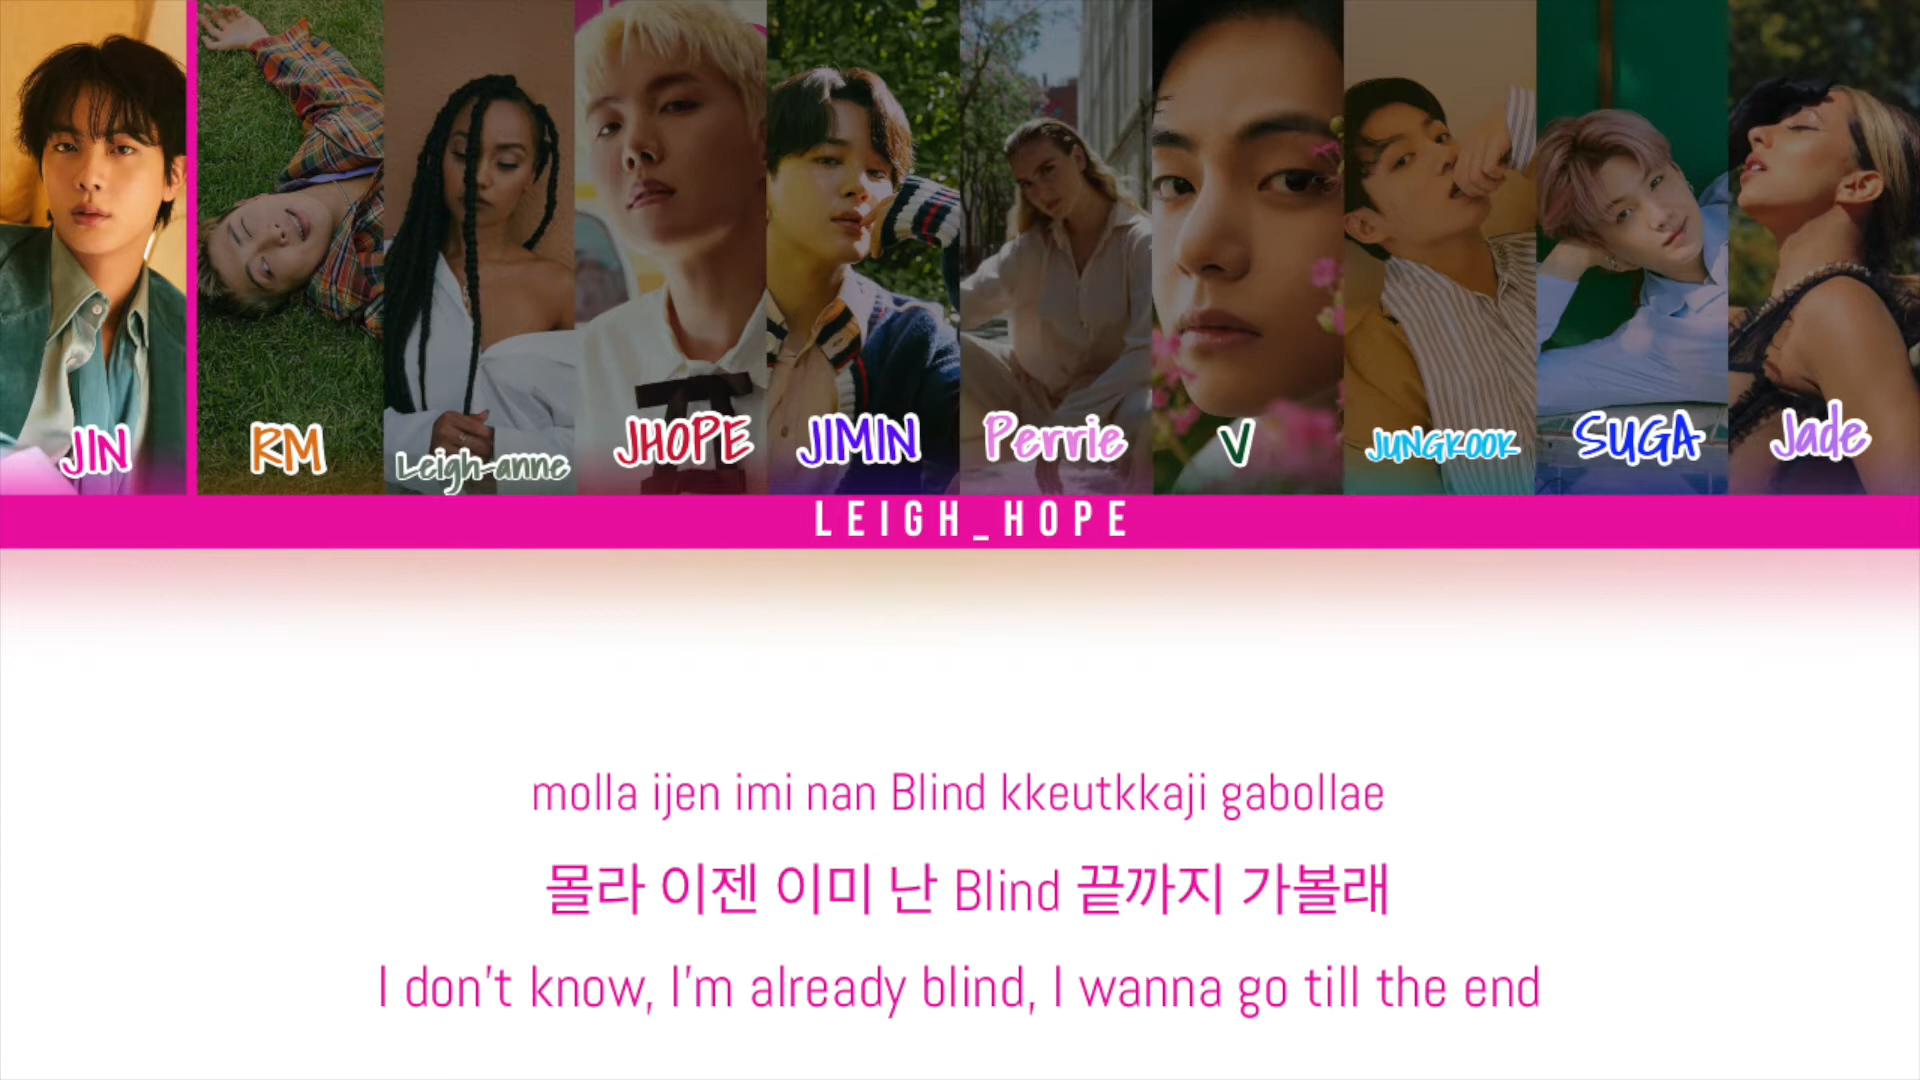 JIN
RM
Leigh-anne
JHOPE
JIMIN
Perrie
V
JUNGKOOK
SUGA
Jade
LEIGH_HOPE
molla ijen imi nan Blind kkeutkkaji gabollae
몰라 이젠 이미 난 Blind 끝까지 가볼래
I don't know, I'm already blind, I wanna go till the end